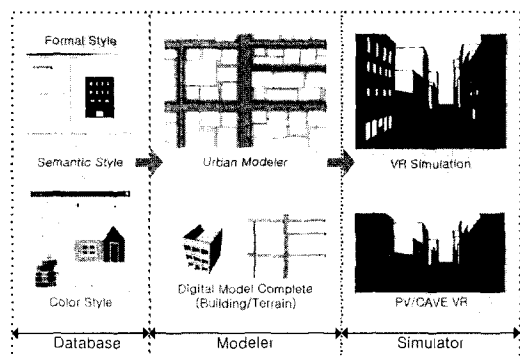 Formal Style
Semantic Style
Color Style
Database
Urban Modeler
Digital Model Complete
(Building/Terrain)
Modeler
VR Simulation
PV/CAVE VR
Simulator